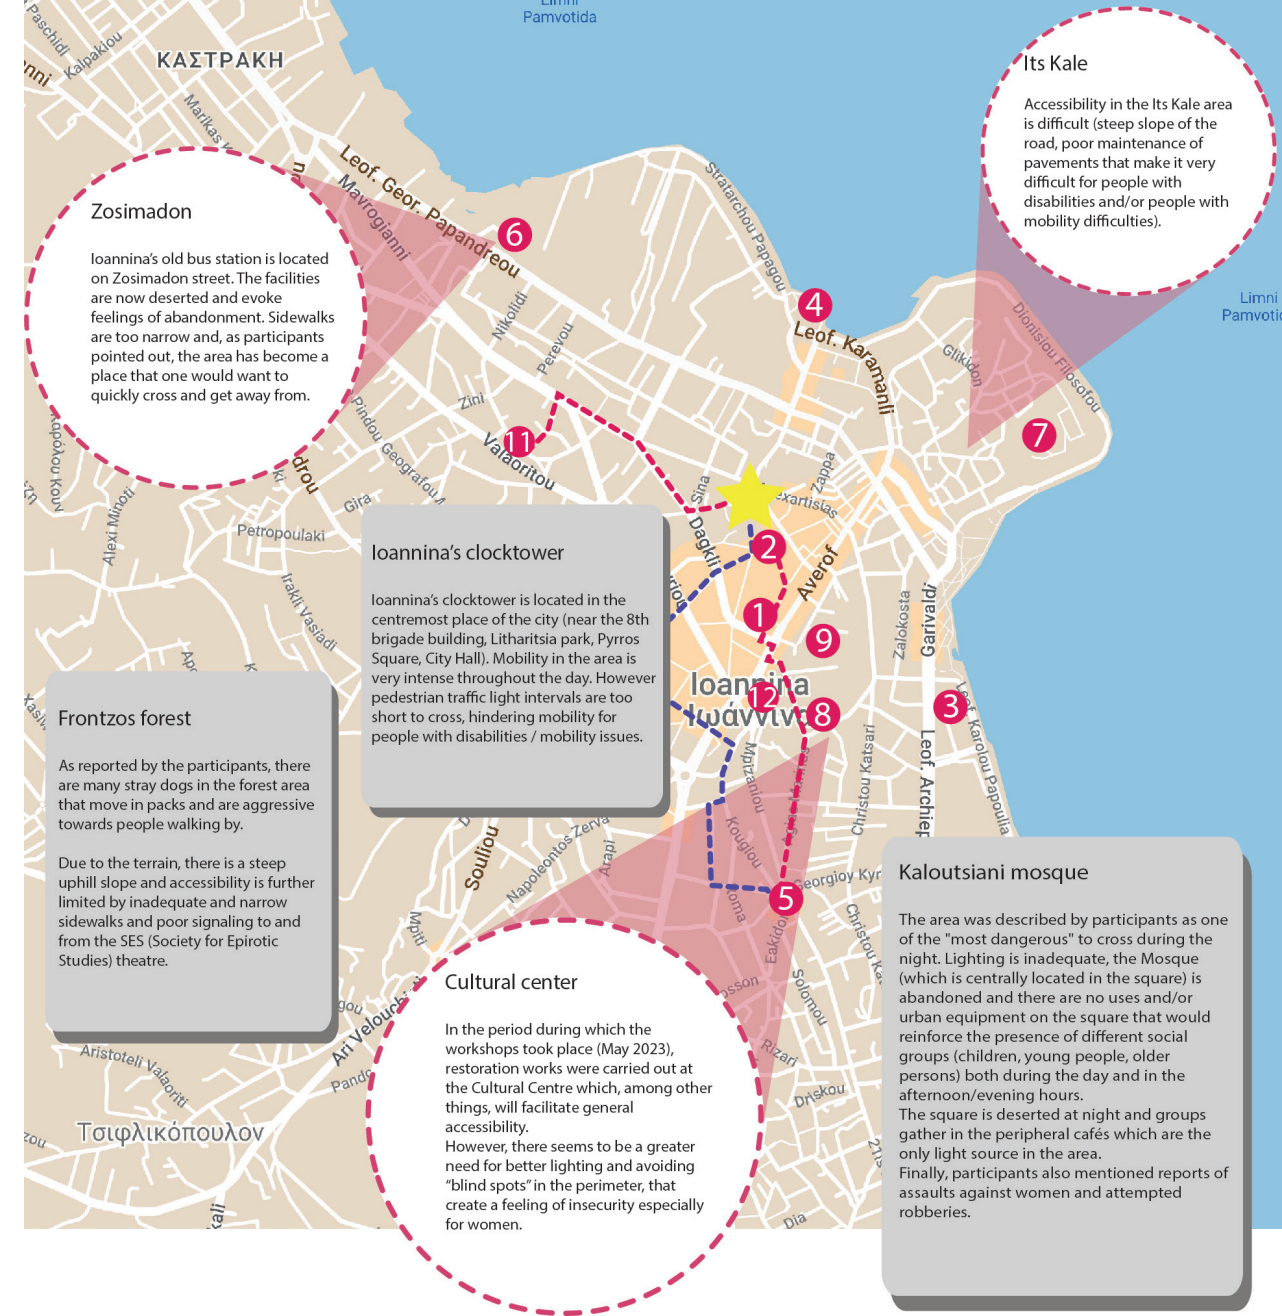 Limni
Pamvotida
Paschidi
Kalpakiou
ΚΑΣΤΡΑΚΗ
Leof. Geor. Papandreou
Mavrogianni
Stratarchou Papagou
Its Kale
Accessibility in the Its Kale area
is difficult (steep slope of the
road, poor maintenance of
pavements that make it very
difficult for people with
disabilities and/or people with
mobility difficulties).
Zosimadon
Ioannina's old bus station is located
on Zosimadon street. The facilities
are now deserted and evoke
feelings of abandonment. Sidewalks
are too narrow and, as participants
pointed out, the area has become a
place that one would want to
quickly cross and get away from.
6
4
Leof. Karamanli
Limni
Nikolidi
Perevou
Glikidon
Dionisiou Filosofou
7
Zini
11
Valaoritou
Pindou
Geografou
Gira
Petropoulaki
Alexi Minoti
Irakli Vasiadi
Sina
Zappa
Dagkli
2
Averof
1
9
Zalokosta
Garivaldi
Ioannina
Ιωάννινα
12
8
3
Leof. Karolou Papoulia
Christou Katsari
Mpizaniou
Kougiou
Ioannina's clocktower
Ioannina's clocktower is located in the
centremost place of the city (near the 8th
brigade building, Litharitsia park, Pyrros
Square, City Hall). Mobility in the area is
very intense throughout the day. However
pedestrian traffic light intervals are too
short to cross, hindering mobility for
people with disabilities / mobility issues.
Frontzos forest
As reported by the participants, there
are many stray dogs in the forest area
that move in packs and are aggressive
towards people walking by.
Due to the terrain, there is a steep
uphill slope and accessibility is further
limited by inadequate and narrow
sidewalks and poor signaling to and
from the SES (Society for Epirotic
Studies) theatre.
Souliou
Napoleontos Zerva
Arapi
Mpiti
5
Solomou
Rizari
Driskou
Dia
Ari Velouchioti
Aristoteli Valaoriti
Τσιφλικόπουλον
Cultural center
In the period during which the
workshops took place (May 2023),
restoration works were carried out at
the Cultural Centre which, among other
things, will facilitate general
accessibility.
However, there seems to be a greater
need for better lighting and avoiding
"blind spots" in the perimeter, that
create a feeling of insecurity especially
for women.
Kaloutsiani mosque
The area was described by participants as one
of the "most dangerous" to cross during the
night. Lighting is inadequate, the Mosque
(which is centrally located in the square) is
abandoned and there are no uses and/or
urban equipment on the square that would
reinforce the presence of different social
groups (children, young people, older
persons) both during the day and in the
afternoon/evening hours.
The square is deserted at night and groups
gather in the peripheral cafés which are the
only light source in the area.
Finally, participants also mentioned reports of
assaults against women and attempted
robberies.